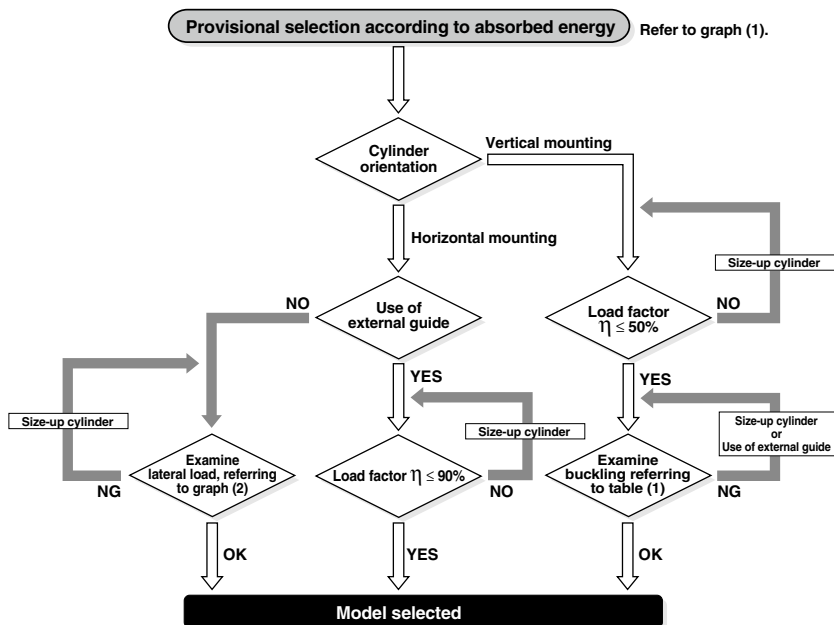 Provisional selection according to absorbed energy
Refer to graph (1).
Cylinder
orientation
Vertical mounting
Horizontal mounting
Size-up cylinder
NO
Use of
external guide
Load factor
η ≤ 50%
NO
YES
YES
Size-up cylinder
Size-up cylinder
Size-up cylinder
or
Use of external guide
Examine
lateral load, referring
to graph (2)
NG
Load factor η ≤ 90%
NO
Examine
buckling referring
to table (1)
NG
OK
YES
OK
Model selected